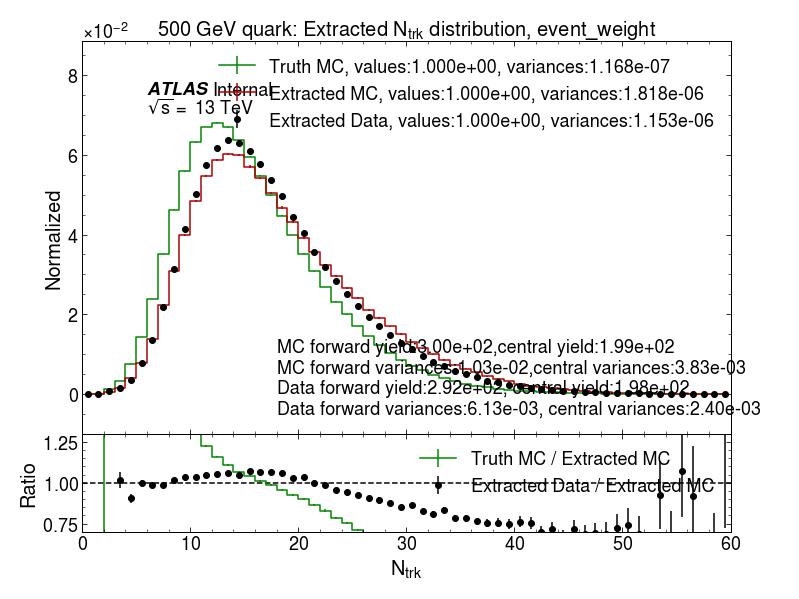 ×10−2
500 GeV quark: Extracted Ntrk distribution, event_weight
Truth MC, values:1.000e+00, variances:1.168e-07
ATLAS Internal
Extracted MC, values:1.000e+00, variances:1.818e-06
√s = 13 TeV
Extracted Data, values:1.000e+00, variances:1.153e-06
8
6
4
2
0
Normalized
MC forward yield:3.00e+02,central yield:1.99e+02
MC forward variances:1.03e-02,central variances:3.83e-03
Data forward yield:2.92e+02, central yield:1.98e+02
Data forward variances:6.13e-03, central variances:2.40e-03
1.25
1.00
0.75
Ratio
Truth MC / Extracted MC
Extracted Data / Extracted MC
0 10 20 30 40 50 60
Ntrk